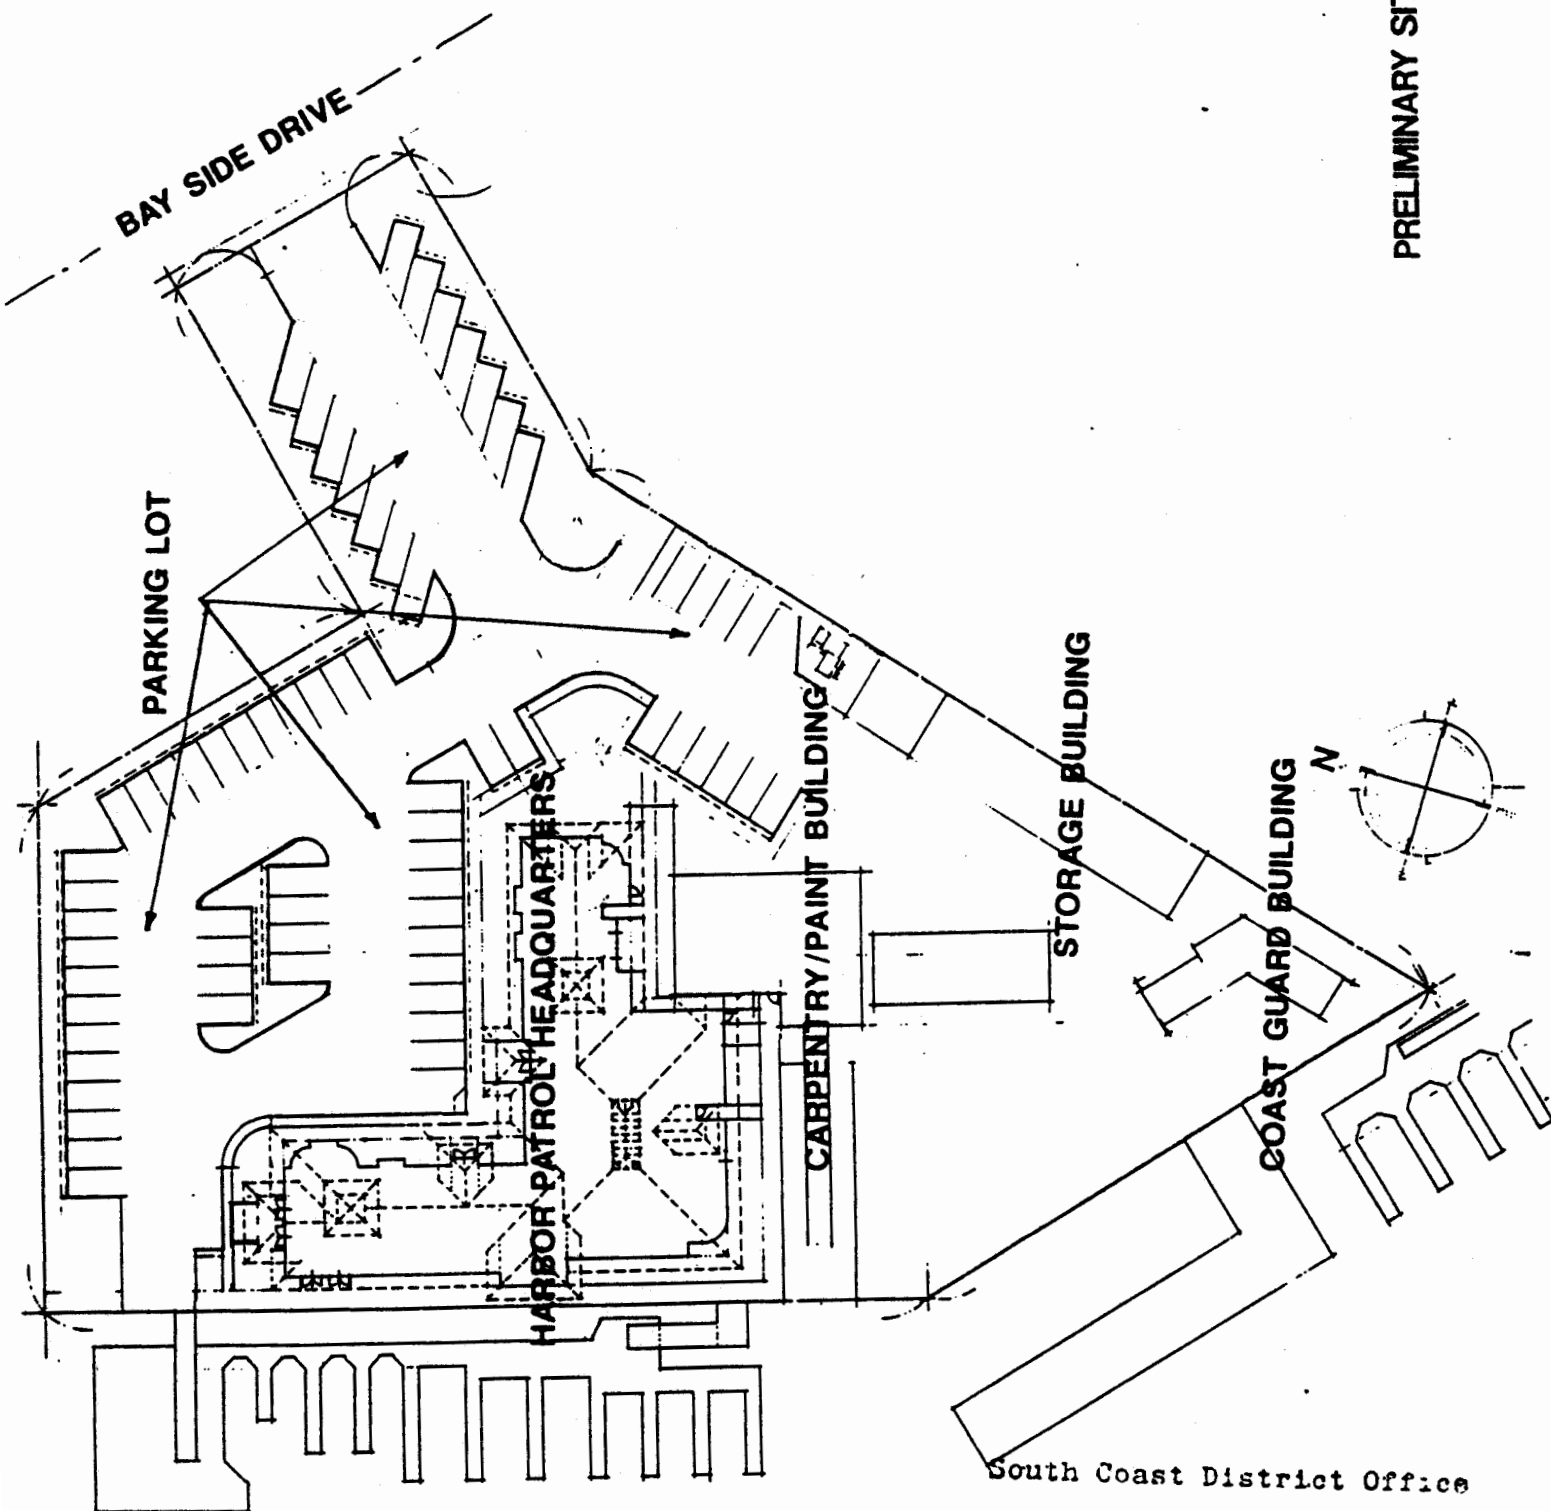 BAY SIDE DRIVE
PRELIMINARY
PARKING LOT
HARBOR PATROL HEADQUARTERS
CARPENTRY/PAINT BUILDING
STORAGE BUILDING
COAST GUARD BUILDING
N
South Coast District Office